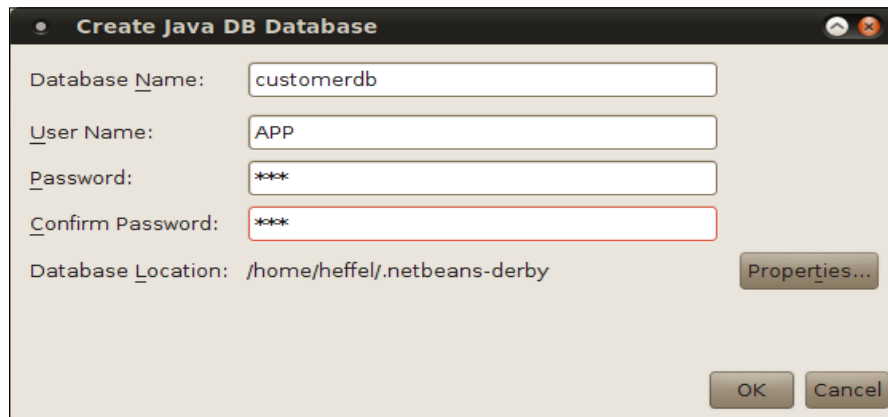 Create Java DB Database
Database Name: customerdb
User Name: APP
Password: ***
Confirm Password: ***
Database Location: /home/heffel/.netbeans-derby Properties...
OK Cancel